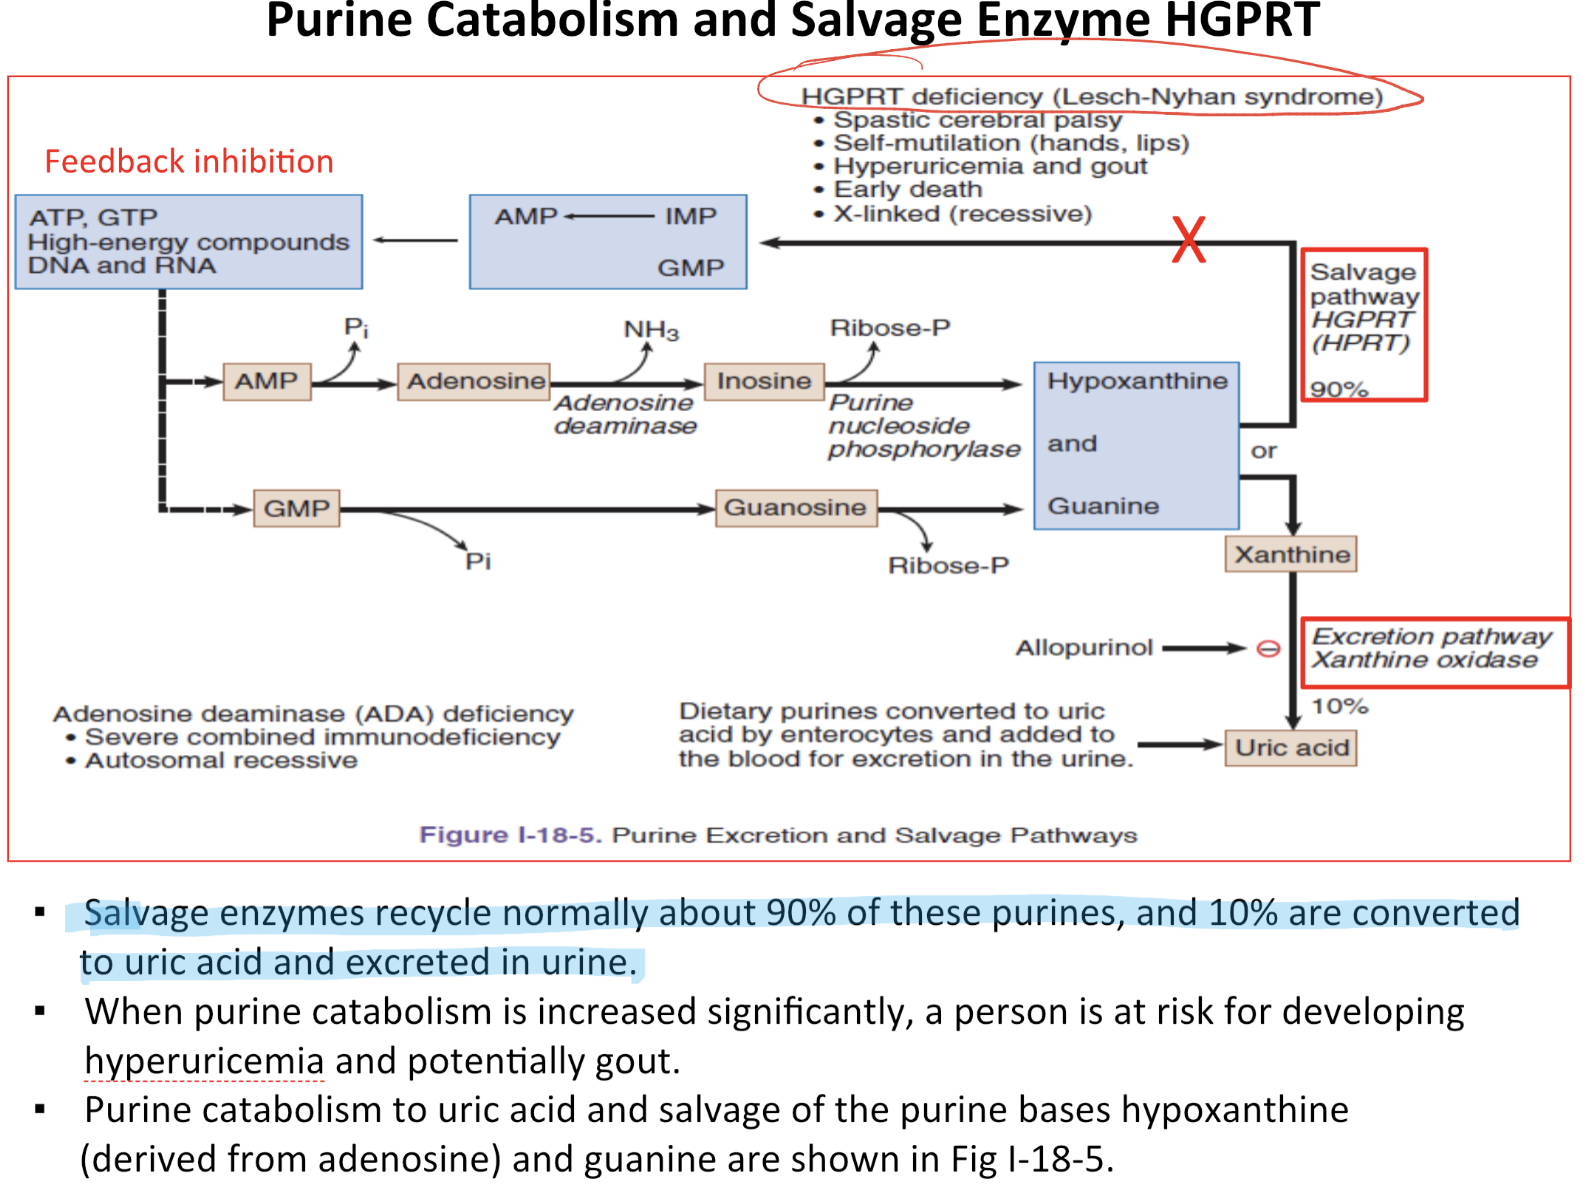 Purine Catabolism and Salvage Enzyme HGPRT
HGPRT deficiency (Lesch-Nyhan syndrome)
• Spastic cerebral palsy
• Self-mutilation (hands, lips)
• Hyperuricemia and gout
• Early death
• X-linked (recessive)
Feedback inhibition
ATP, GTP
High-energy compounds
DNA and RNA
AMP
IMP
GMP
X
Salvage
pathway
HGPRT
(HPRT)
90%
Pi
NH3
Ribose-P
AMP
Adenosine
Adenosine
deaminase
Inosine
Purine
nucleoside
phosphorylase
Hypoxanthine
and
Guanine
or
GMP
Pi
Guanosine
Ribose-P
Xanthine
Allopurinol
Excretion pathway
Xanthine oxidase
10%
Uric acid
Adenosine deaminase (ADA) deficiency
• Severe combined immunodeficiency
• Autosomal recessive
Dietary purines converted to uric
acid by enterocytes and added to
the blood for excretion in the urine.
Figure I-18-5. Purine Excretion and Salvage Pathways
▪ Salvage enzymes recycle normally about 90% of these purines, and 10% are converted
to uric acid and excreted in urine.
▪ When purine catabolism is increased significantly, a person is at risk for developing
hyperuricemia and potentially gout.
▪ Purine catabolism to uric acid and salvage of the purine bases hypoxanthine
(derived from adenosine) and guanine are shown in Fig I-18-5.